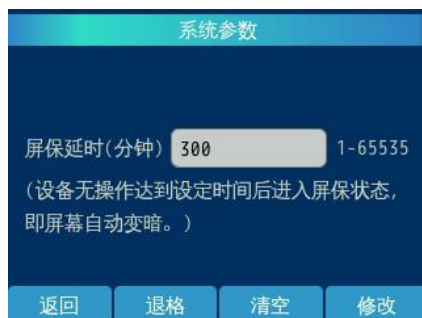 系统参数
屏保延时(分钟) 300 1-65535
(设备无操作达到设定时间后进入屏保状态,
即屏幕自动变暗。)
返回 退格 清空 修改